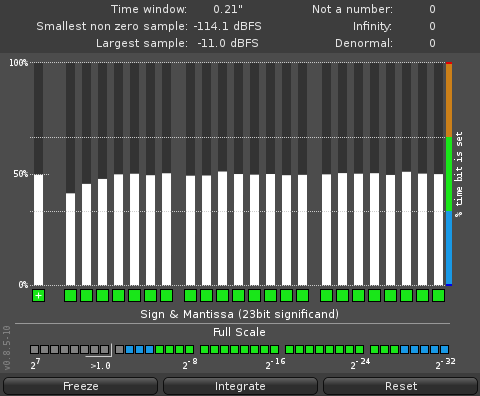 Time window: 0.21" Not a number: 0
Smallest non zero sample: -114.1 dBFS Infinity: 0
Largest sample: -11.0 dBFS Denormal: 0
100%
50%
0%
% time bit is set
+
Sign & Mantissa (23bit significand)
Full Scale
2^7 >1.0 2^-8 2^-16 2^-24 2^-32
v0.8.5-10
Freeze Integrate Reset